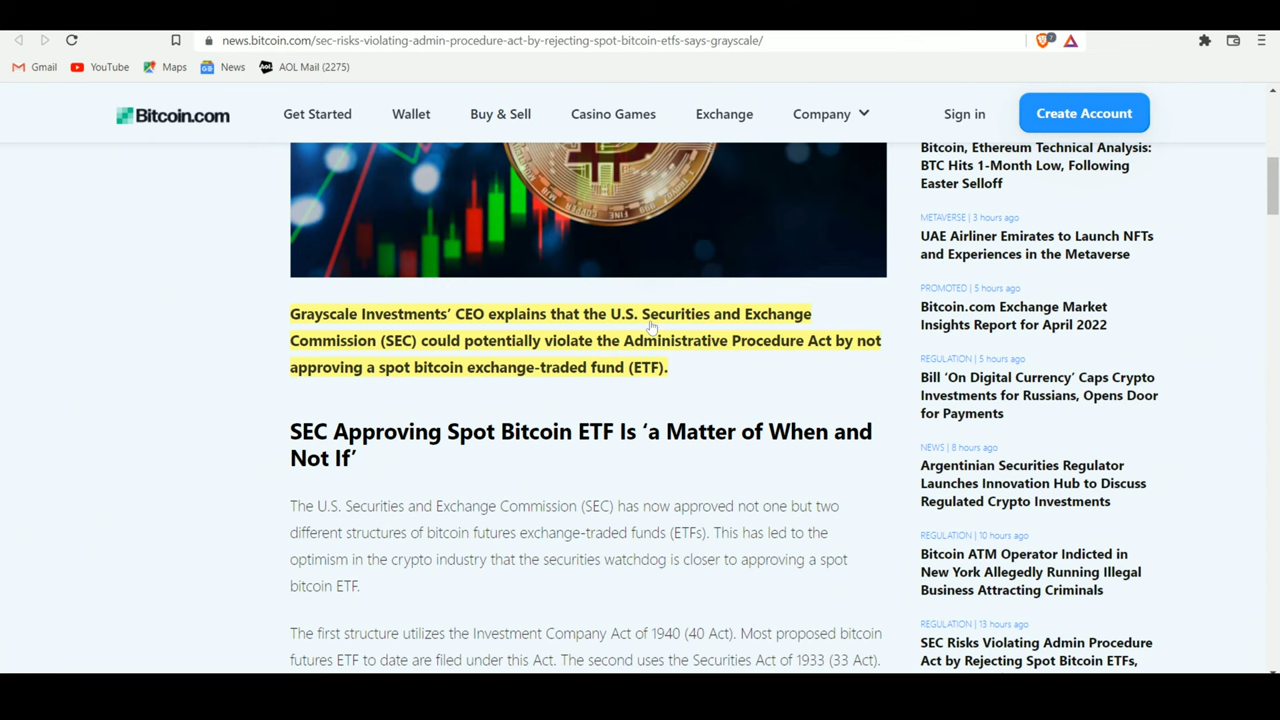 news.bitcoin.com/sec-risks-violating-admin-procedure-act-by-rejecting-spot-bitcoin-etfs-says-grayscale/
7
Gmail
YouTube
Maps
News
AOL Mail (2275)
Bitcoin.com
Get Started
Wallet
Buy & Sell
Casino Games
Exchange
Company
Sign in
Create Account
Grayscale Investments' CEO explains that the U.S. Securities and Exchange
Commission (SEC) could potentially violate the Administrative Procedure Act by not
approving a spot bitcoin exchange-traded fund (ETF).
SEC Approving Spot Bitcoin ETF Is 'a Matter of When and
Not If'
The U.S. Securities and Exchange Commission (SEC) has now approved not one but two
different structures of bitcoin futures exchange-traded funds (ETFs). This has led to the
optimism in the crypto industry that the securities watchdog is closer to approving a spot
bitcoin ETF.
The first structure utilizes the Investment Company Act of 1940 (40 Act). Most proposed bitcoin
futures ETF to date are filed under this Act. The second uses the Securities Act of 1933 (33 Act).
Bitcoin, Ethereum Technical Analysis:
BTC Hits 1-Month Low, Following
Easter Selloff
METAVERSE | 3 hours ago
UAE Airliner Emirates to Launch NFTs
and Experiences in the Metaverse
PROMOTED | 5 hours ago
Bitcoin.com Exchange Market
Insights Report for April 2022
REGULATION | 5 hours ago
Bill 'On Digital Currency' Caps Crypto
Investments for Russians, Opens Door
for Payments
NEWS | 8 hours ago
Argentinian Securities Regulator
Launches Innovation Hub to Discuss
Regulated Crypto Investments
REGULATION | 10 hours ago
Bitcoin ATM Operator Indicted in
New York Allegedly Running Illegal
Business Attracting Criminals
REGULATION | 13 hours ago
SEC Risks Violating Admin Procedure
Act by Rejecting Spot Bitcoin ETFs,